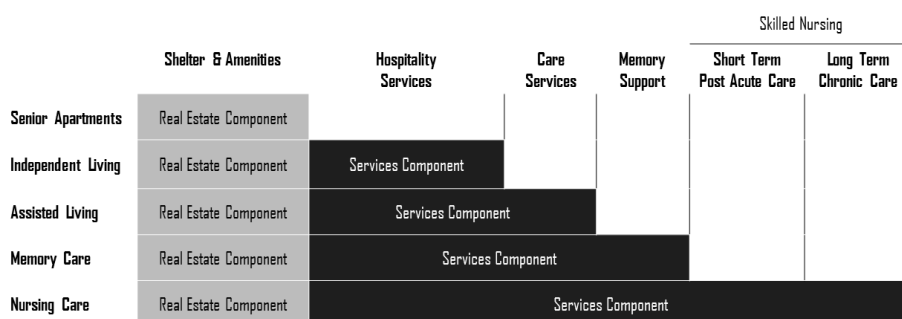 Skilled Nursing
Shelter & Amenities
Hospitality
Services
Care
Services
Memory
Support
Short Term
Post Acute Care
Long Term
Chronic Care
Senior Apartments
Real Estate Component
Independent Living
Real Estate Component
Services Component
Assisted Living
Real Estate Component
Services Component
Memory Care
Real Estate Component
Services Component
Nursing Care
Real Estate Component
Services Component